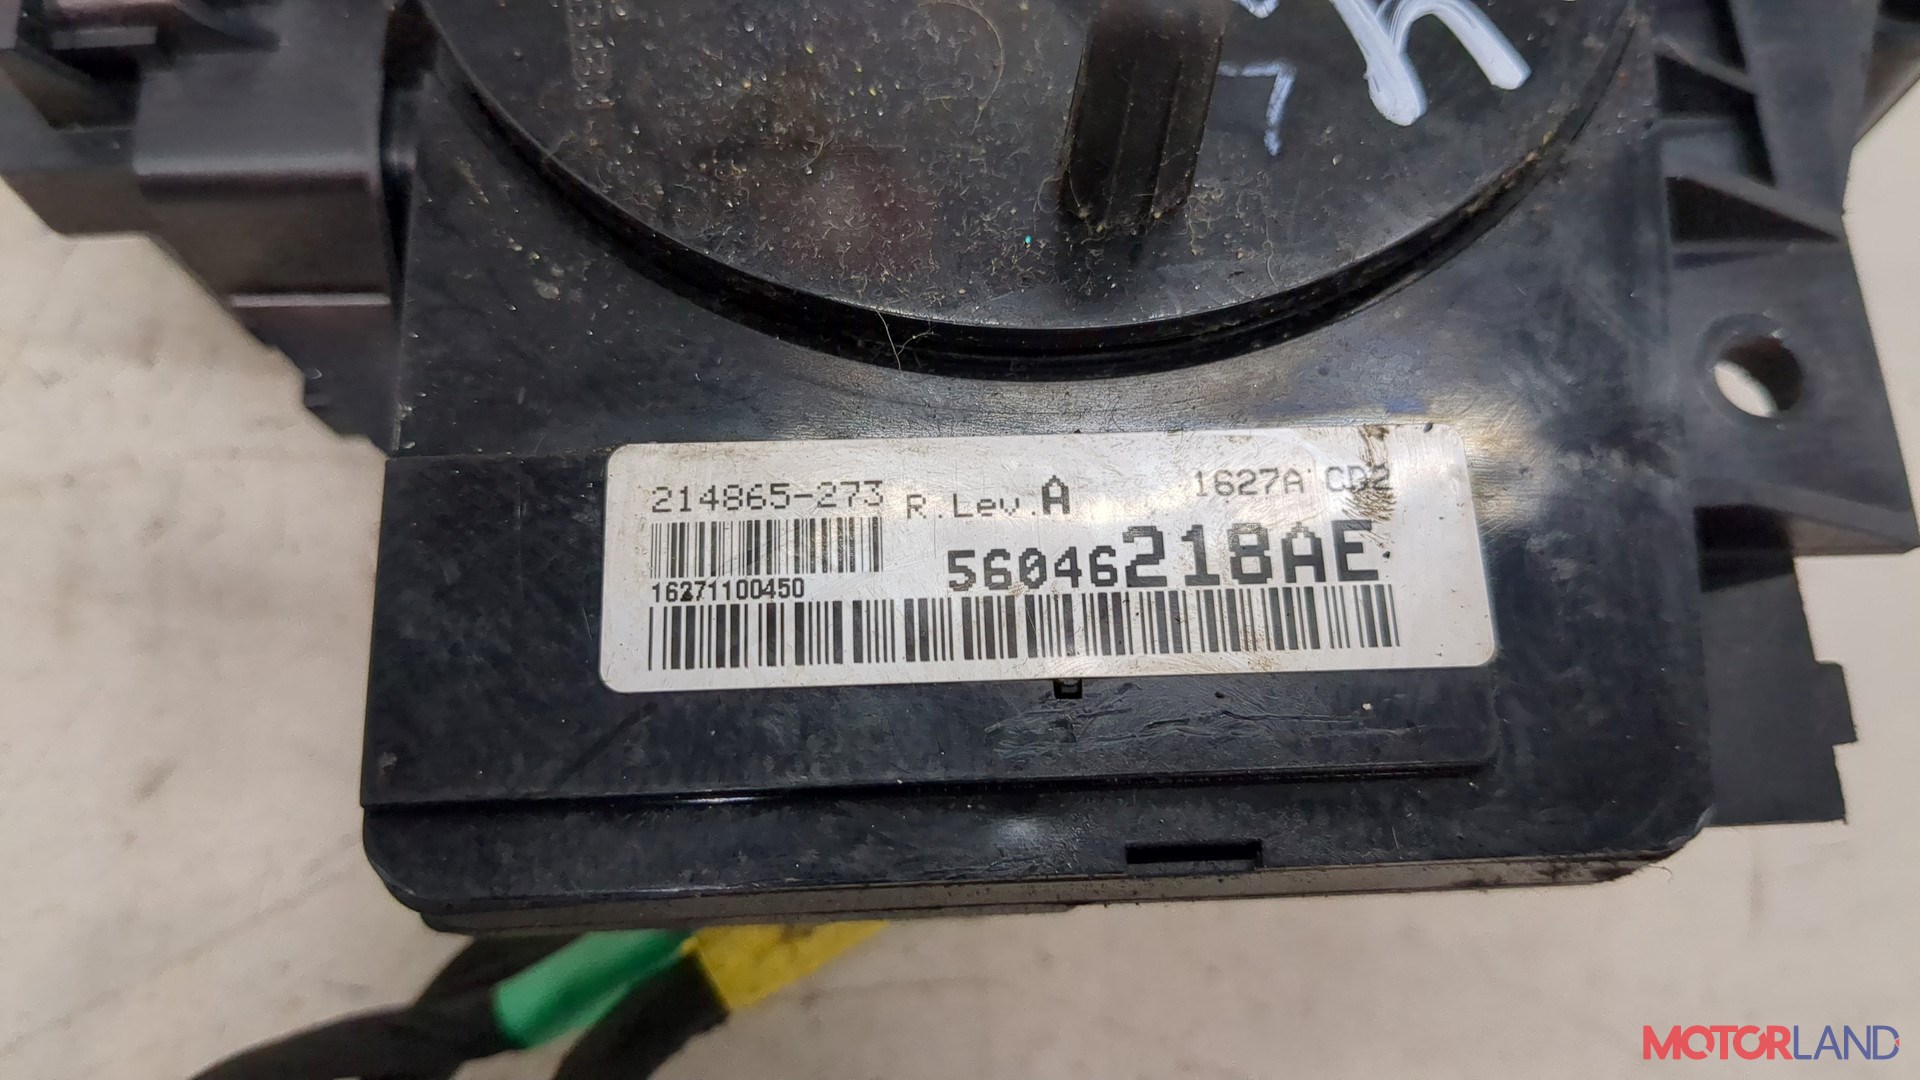 214865-273 R.Lev.A 1627A CD2
56046218AE
16271100450
MOTORLAND